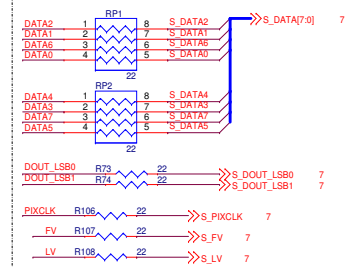 RP1
DATA2 1 8 S_DATA2 S_DATA[7:0] 7
DATA1 2 7 S_DATA1
DATA6 3 6 S_DATA6
DATA0 4 5 S_DATA0
22
RP2
DATA4 1 8 S_DATA4
DATA3 2 7 S_DATA3
DATA7 3 6 S_DATA7
DATA5 4 5 S_DATA5
22
DOUT_LSB0 R73 22 S_DOUT_LSB0 7
DOUT_LSB1 R74 22 S_DOUT_LSB1 7
PIXCLK R106 22 S_PIXCLK 7
FV R107 22 S_FV 7
LV R108 22 S_LV 7